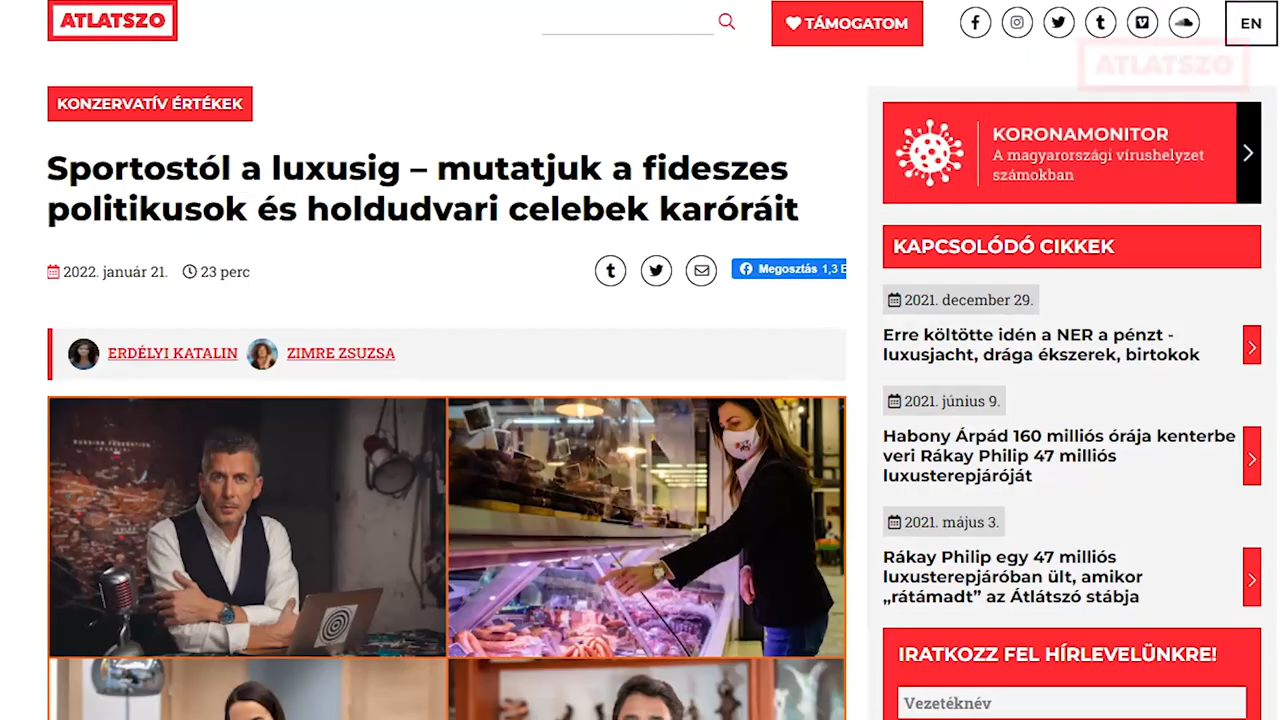 ATLATSZO
TÁMOGATOM
EN
ATLATSZO
KONZERVATÍV ÉRTÉKEK
Sportostól a luxusig – mutatjuk a fideszes
politikusok és holdudvari celebek karóráit
2022. január 21.
23 perc
Megosztás 1,3 E
ERDÉLYI KATALIN
ZIMRE ZSUZSA
RUSSIAN FEDERATION
KORONAMONITOR
A magyarországi vírushelyzet
számokban
KAPCSOLÓDÓ CIKKEK
2021. december 29.
Erre költötte idén a NER a pénzt -
luxusjacht, drága ékszerek, birtokok
2021. június 9.
Habony Árpád 160 milliós órája kenterbe
veri Rákay Philip 47 milliós
luxusterepjáróját
2021. május 3.
Rákay Philip egy 47 milliós
luxusterepjáróban ült, amikor
„rátámadt” az Átlátszó stábja
IRATKOZZ FEL HÍRLEVELÜNKRE!
Vezetéknév